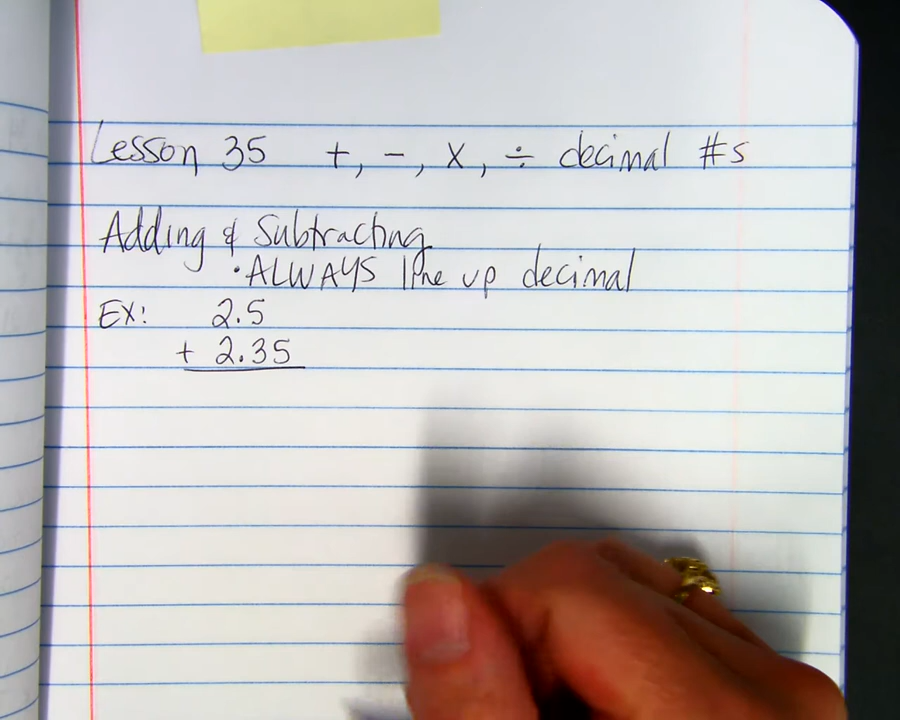 Lesson 35 +, -, x, ÷ decimal #s
Adding & Subtracting
• ALWAYS line up decimal
EX: 2.5
+ 2.35